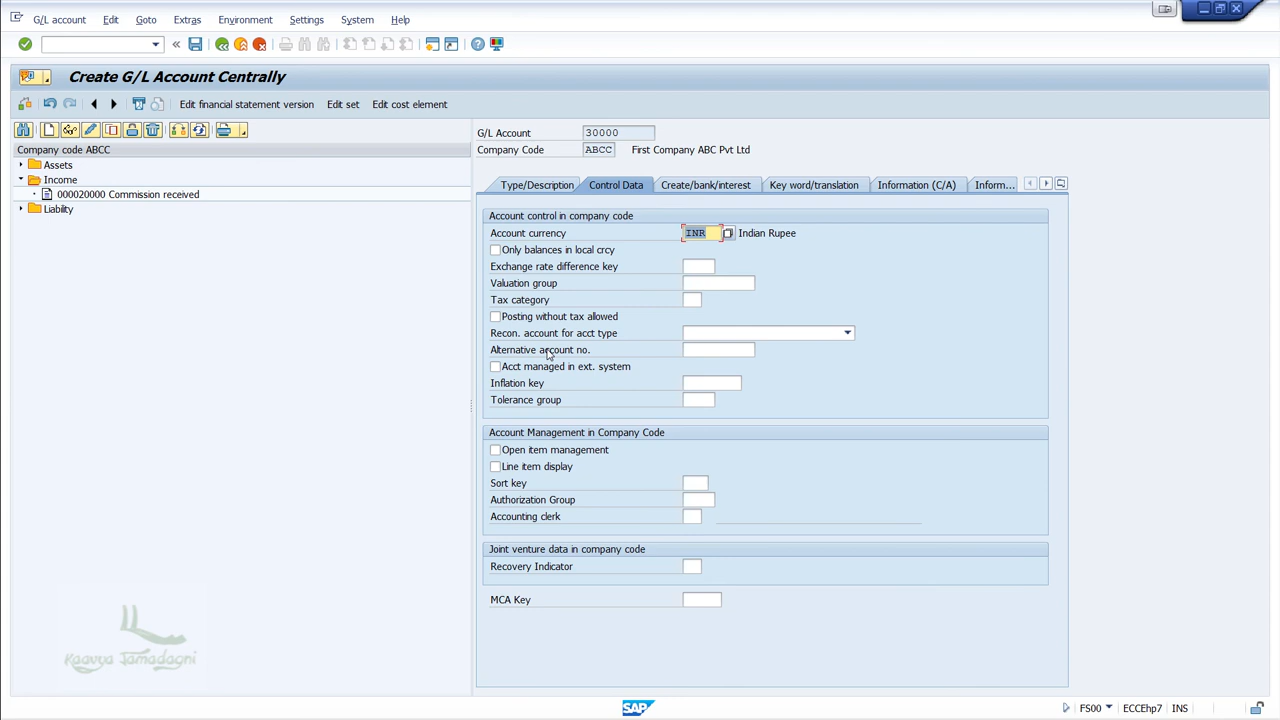 G/L account Edit Goto Extras Environment Settings System Help
Create G/L Account Centrally
Edit financial statement version Edit set Edit cost element
Company code ABCC
Assets
Income
000020000 Commission received
Liability
G/L Account 30000
Company Code ABCC First Company ABC Pvt Ltd
Type/Description Control Data Create/bank/interest Key word/translation Information (C/A) Inform...
Account control in company code
Account currency INR Indian Rupee
Only balances in local crcy
Exchange rate difference key
Valuation group
Tax category
Posting without tax allowed
Recon. account for acct type
Alternative account no.
Acct managed in ext. system
Inflation key
Tolerance group
Account Management in Company Code
Open item management
Line item display
Sort key
Authorization Group
Accounting clerk
Joint venture data in company code
Recovery Indicator
MCA Key
Kaavya Jamadagni
SAP FS00 ECCEhp7 INS